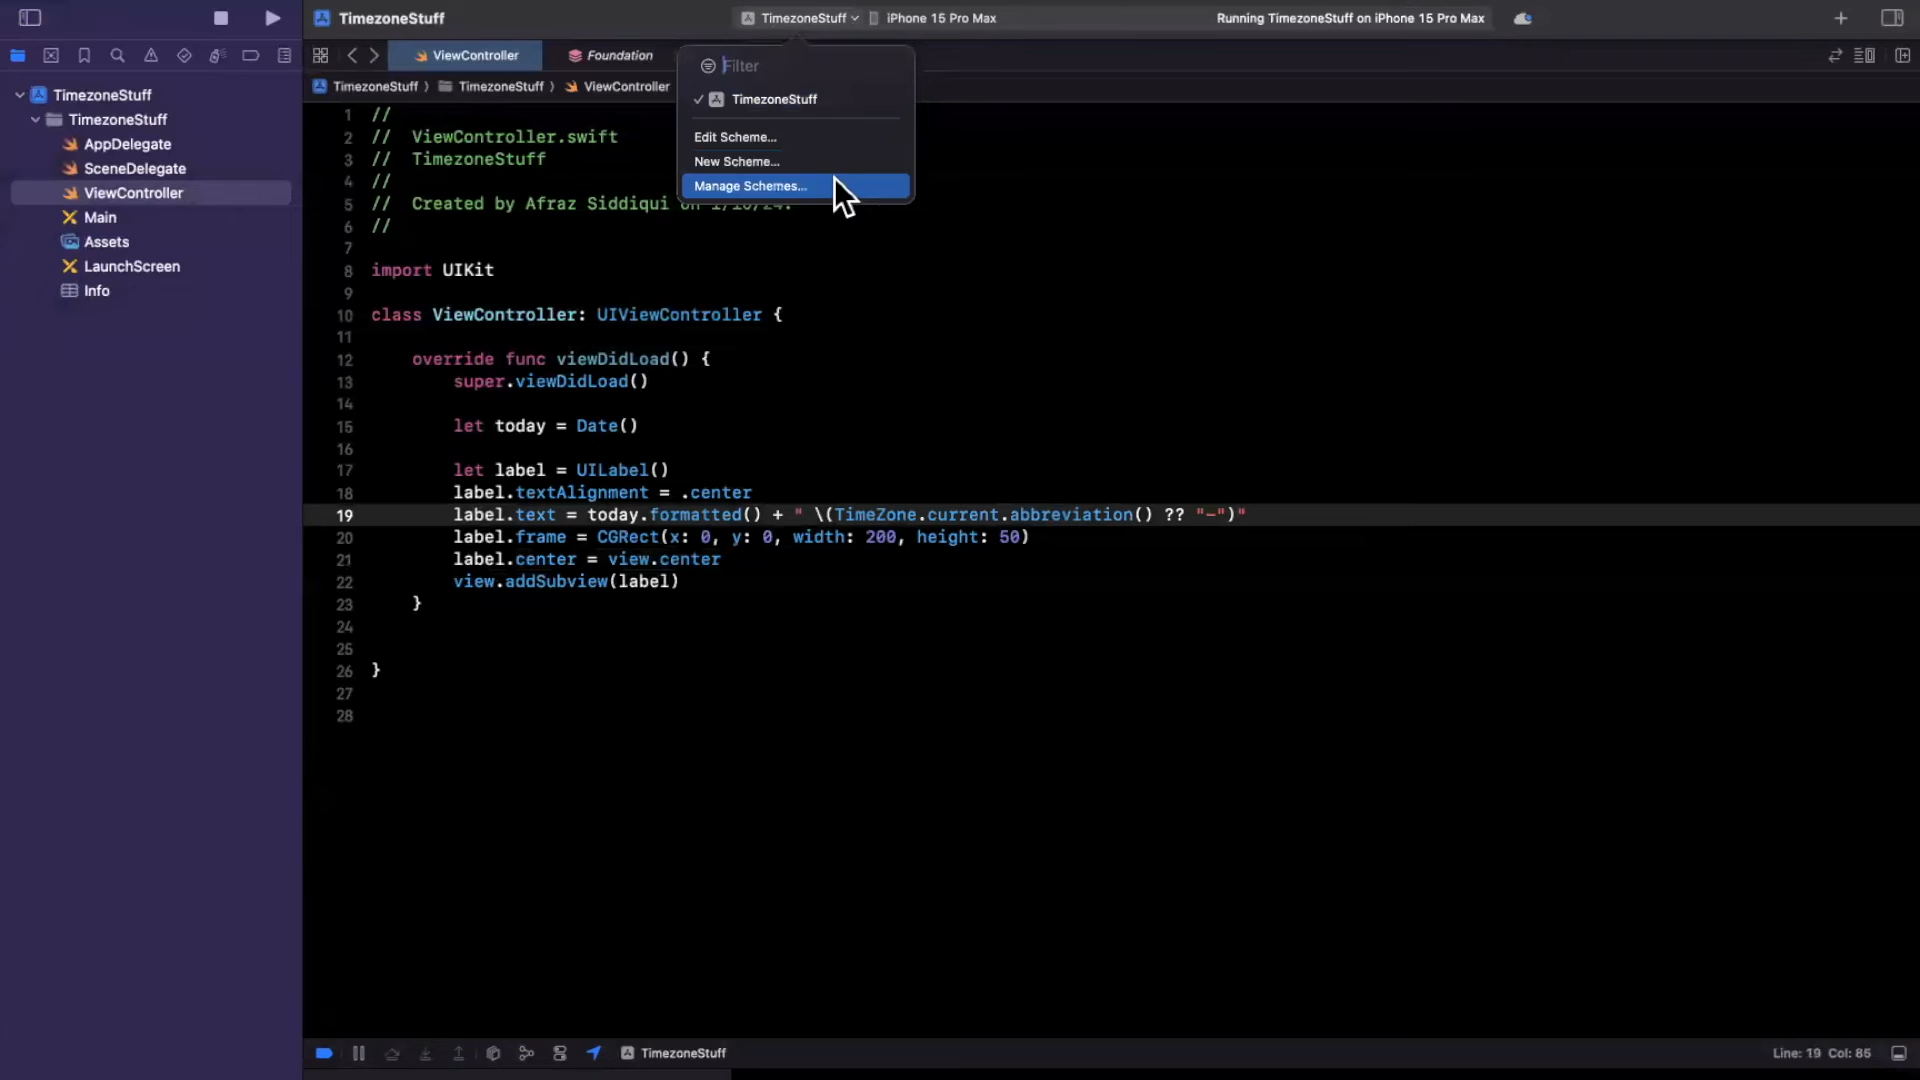 TimezoneStuff
TimezoneStuff
iPhone 15 Pro Max
Running TimezoneStuff on iPhone 15 Pro Max
ViewController
Foundation
TimezoneStuff
TimezoneStuff
ViewController
Filter
TimezoneStuff
Edit Scheme...
New Scheme...
Manage Schemes...
TimezoneStuff
TimezoneStuff
AppDelegate
SceneDelegate
ViewController
Main
Assets
LaunchScreen
Info
1 //
2 // ViewController.swift
3 // TimezoneStuff
4 //
5 // Created by Afraz Siddiqui on
6 //
7
8 import UIKit
9
10 class ViewController: UIViewController {
11
12 override func viewDidLoad() {
13 super.viewDidLoad()
14
15 let today = Date()
16
17 let label = UILabel()
18 label.textAlignment = .center
19 label.text = today.formatted() + " \(TimeZone.current.abbreviation() ?? "-")"
20 label.frame = CGRect(x: 0, y: 0, width: 200, height: 50)
21 label.center = view.center
22 view.addSubview(label)
23 }
24
25
26 }
27
28
TimezoneStuff
Line: 19 Col: 85